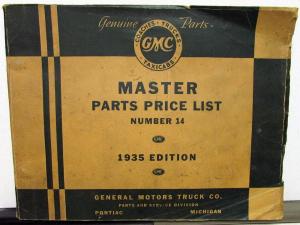 Genuine Parts
COACHES - TRUCKS
GMC
TAXICABS
MASTER
PARTS PRICE LIST
NUMBER 14
1935 EDITION
GENERAL MOTORS TRUCK CO.
PARTS AND SERVICE DIVISION
PONTIAC MICHIGAN